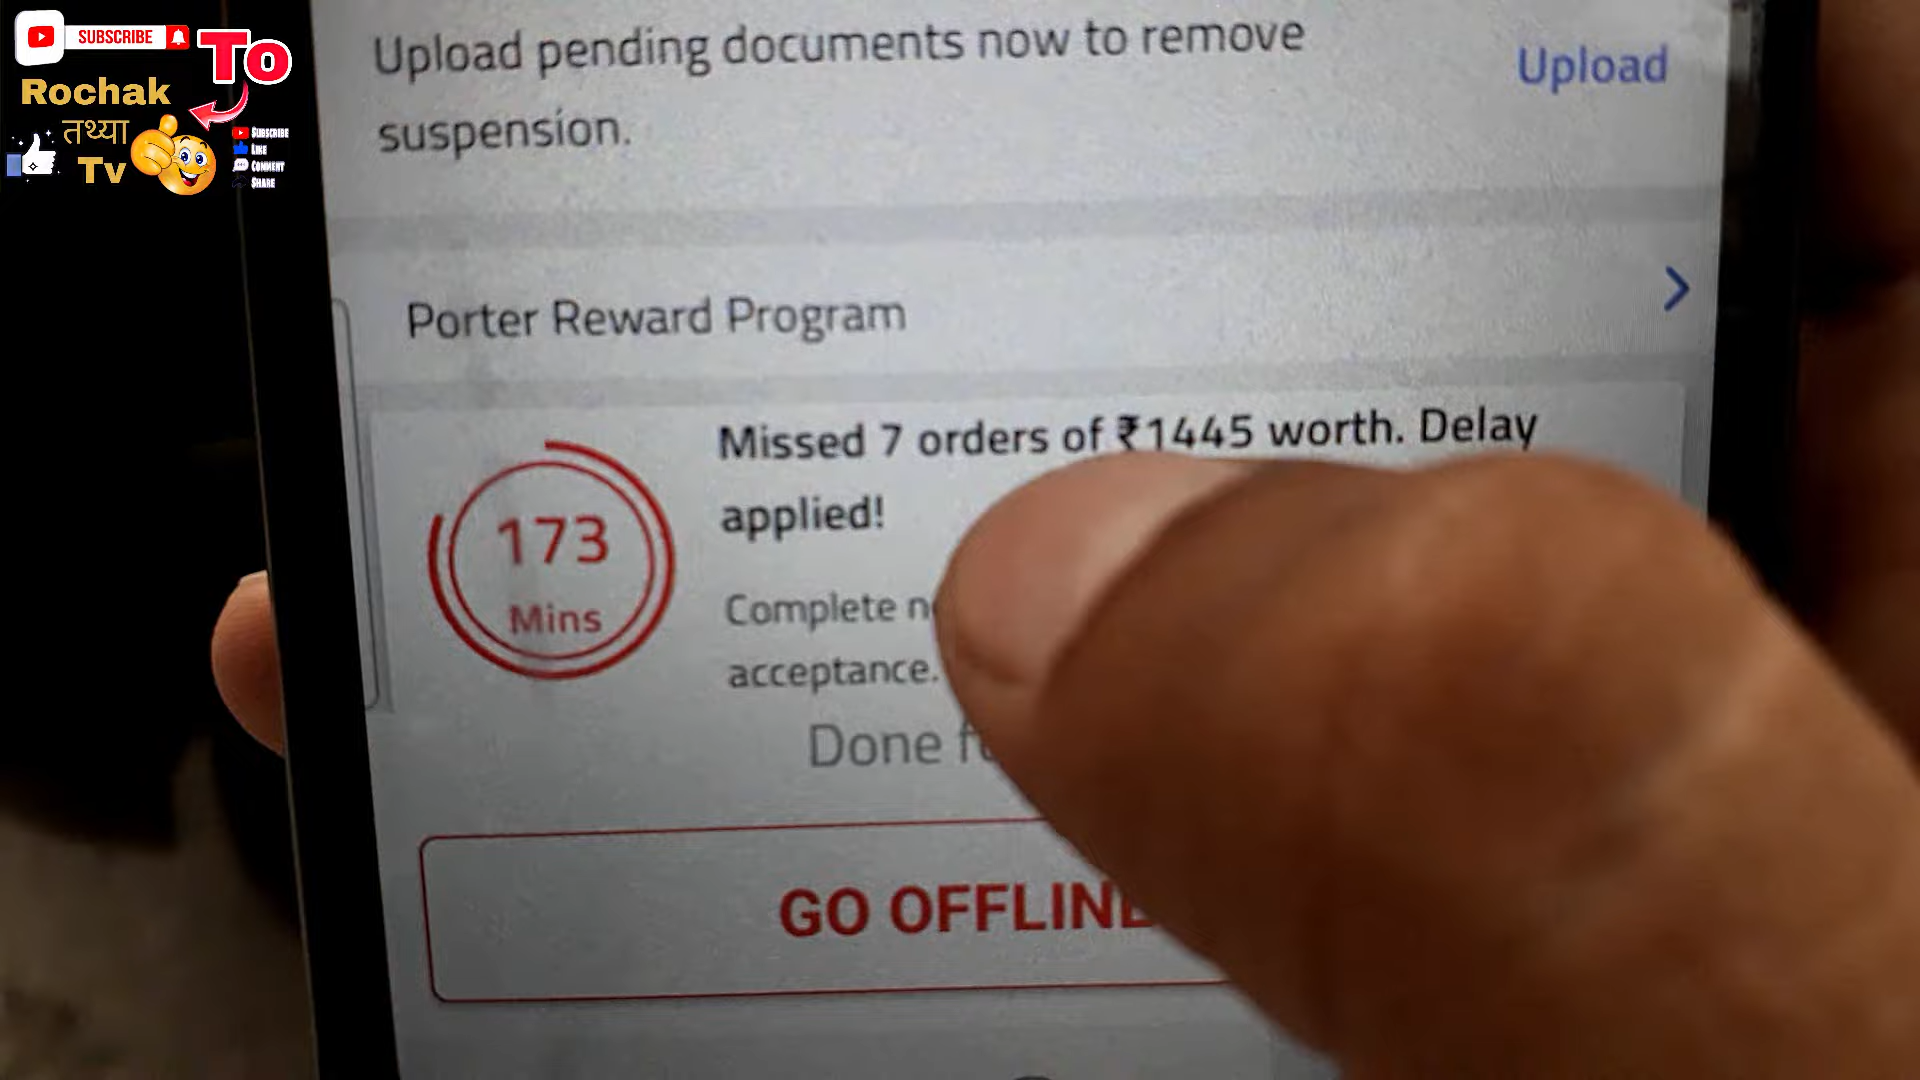 SUBSCRIBE
To
Rochak
तथ्या
Tv
SUBSCRIBE
LIKE
COMMENT
SHARE
Upload pending documents now to remove
suspension.
Upload
Porter Reward Program
173
Mins
Missed 7 orders of ₹1445 worth. Delay
applied!
Complete
acceptance.
Done
GO OFFLINE